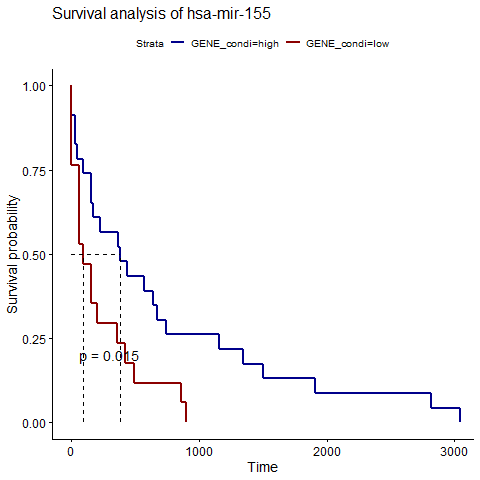 Survival analysis of hsa-mir-155
Strata GENE_condi=high GENE_condi=low
Survival probability
1.00
0.75
0.50
0.25
0.00
p = 0.015
0 1000 2000 3000
Time